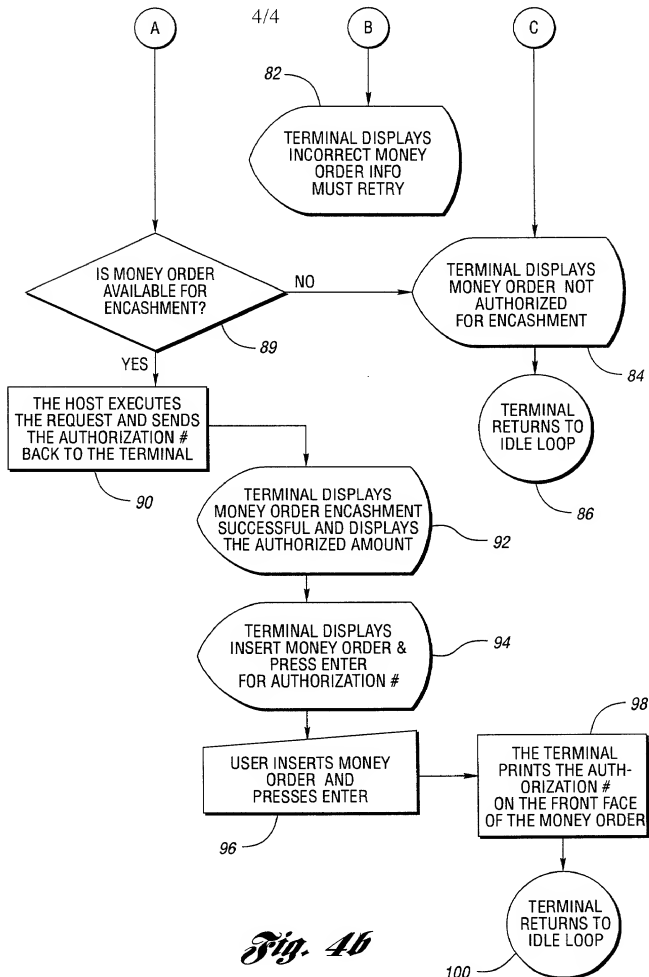 A
4/4
B
C
82
TERMINAL DISPLAYS
INCORRECT MONEY
ORDER INFO
MUST RETRY
IS MONEY ORDER
AVAILABLE FOR
ENCASHMENT?
NO
89
YES
TERMINAL DISPLAYS
MONEY ORDER NOT
AUTHORIZED
FOR ENCASHMENT
84
TERMINAL
RETURNS TO
IDLE LOOP
86
THE HOST EXECUTES
THE REQUEST AND SENDS
THE AUTHORIZATION #
BACK TO THE TERMINAL
90
TERMINAL DISPLAYS
MONEY ORDER ENCASHMENT
SUCCESSFUL AND DISPLAYS
THE AUTHORIZED AMOUNT
92
TERMINAL DISPLAYS
INSERT MONEY ORDER &
PRESS ENTER
FOR AUTHORIZATION #
94
USER INSERTS MONEY
ORDER AND
PRESSES ENTER
96
98
THE TERMINAL
PRINTS THE AUTH-
ORIZATION #
ON THE FRONT FACE
OF THE MONEY ORDER
TERMINAL
RETURNS TO
IDLE LOOP
100
Fig. 4b